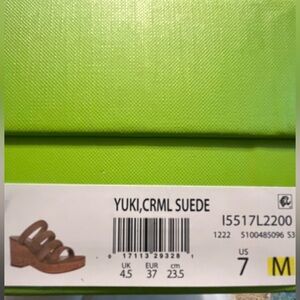 YUKI,CRML SUEDE
I5517L2200
1222 5100485096 S3
0 17113 29328 1
UK EUR cm
4.5 37 23.5
US
7 M